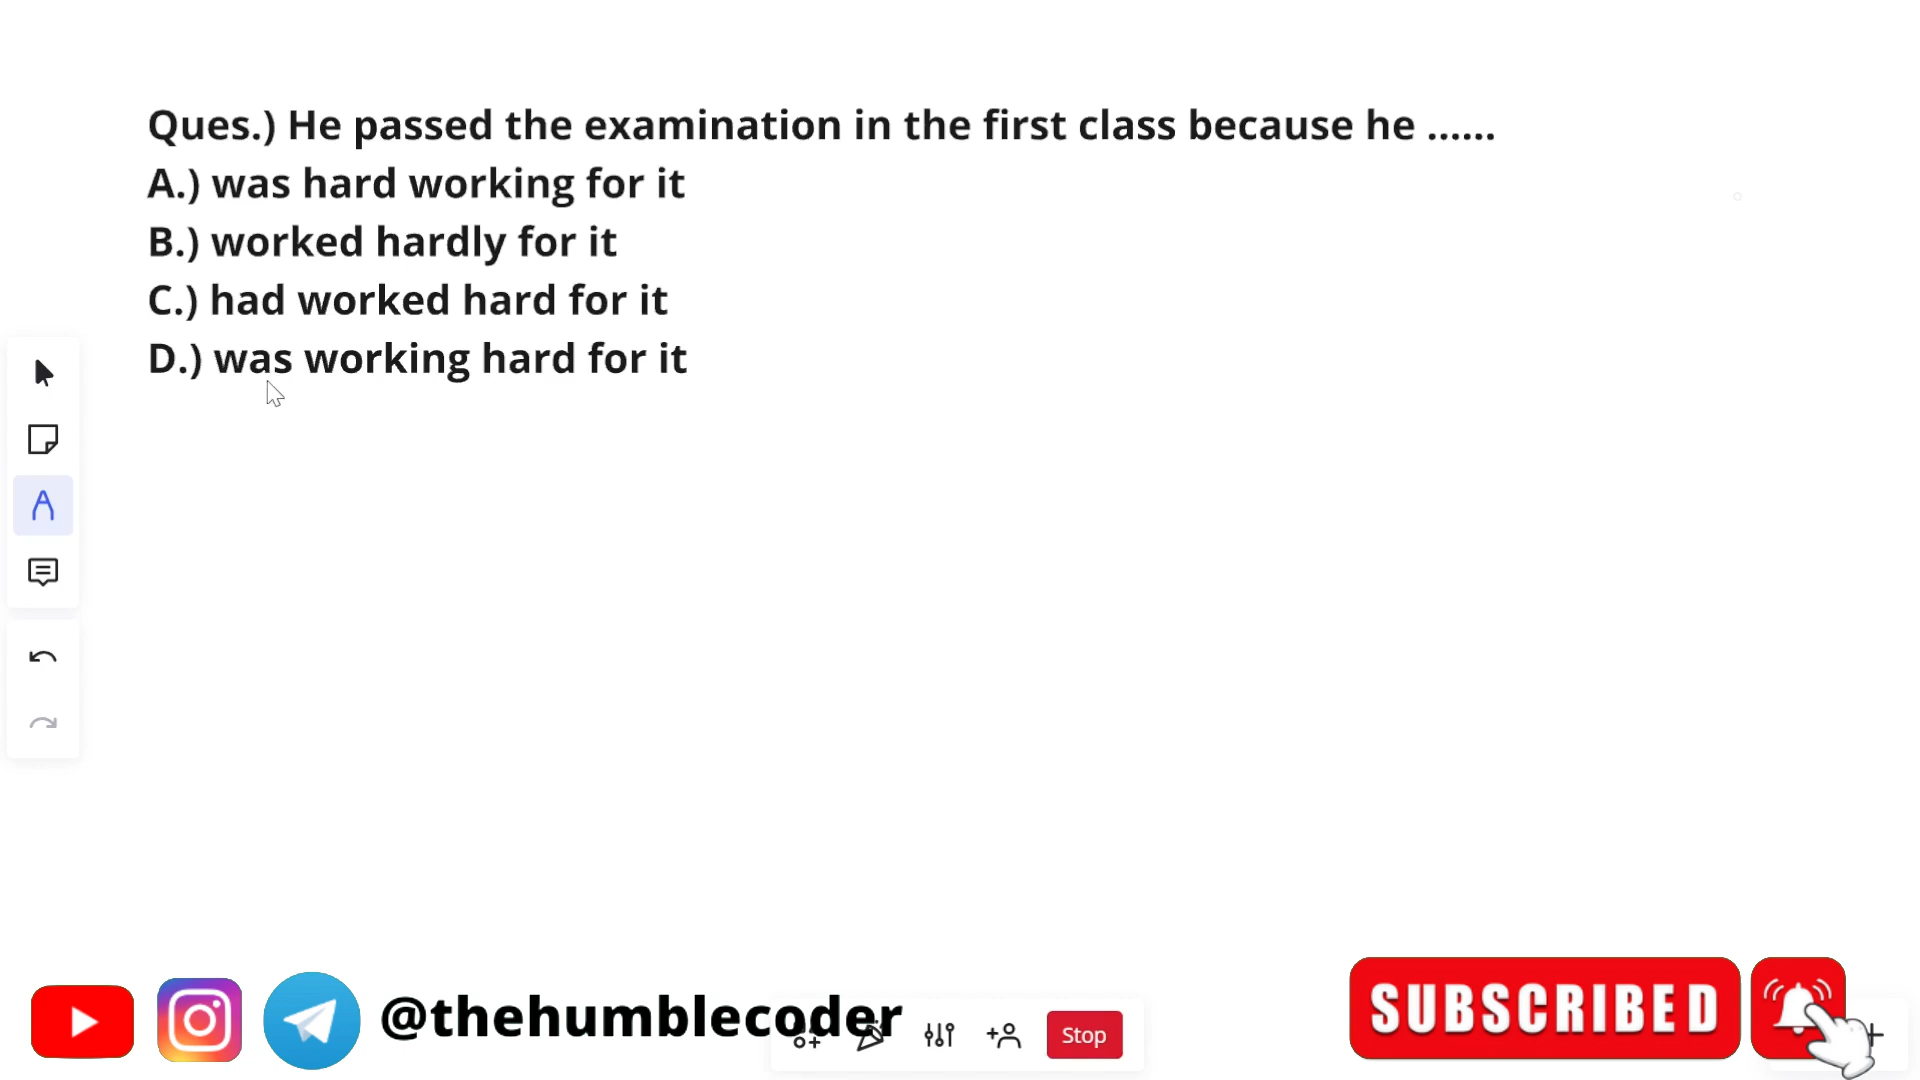 Ques.) He passed the examination in the first class because he ......
A.) was hard working for it
B.) worked hardly for it
C.) had worked hard for it
D.) was working hard for it
@thehumblecoder
Stop
SUBSCRIBED